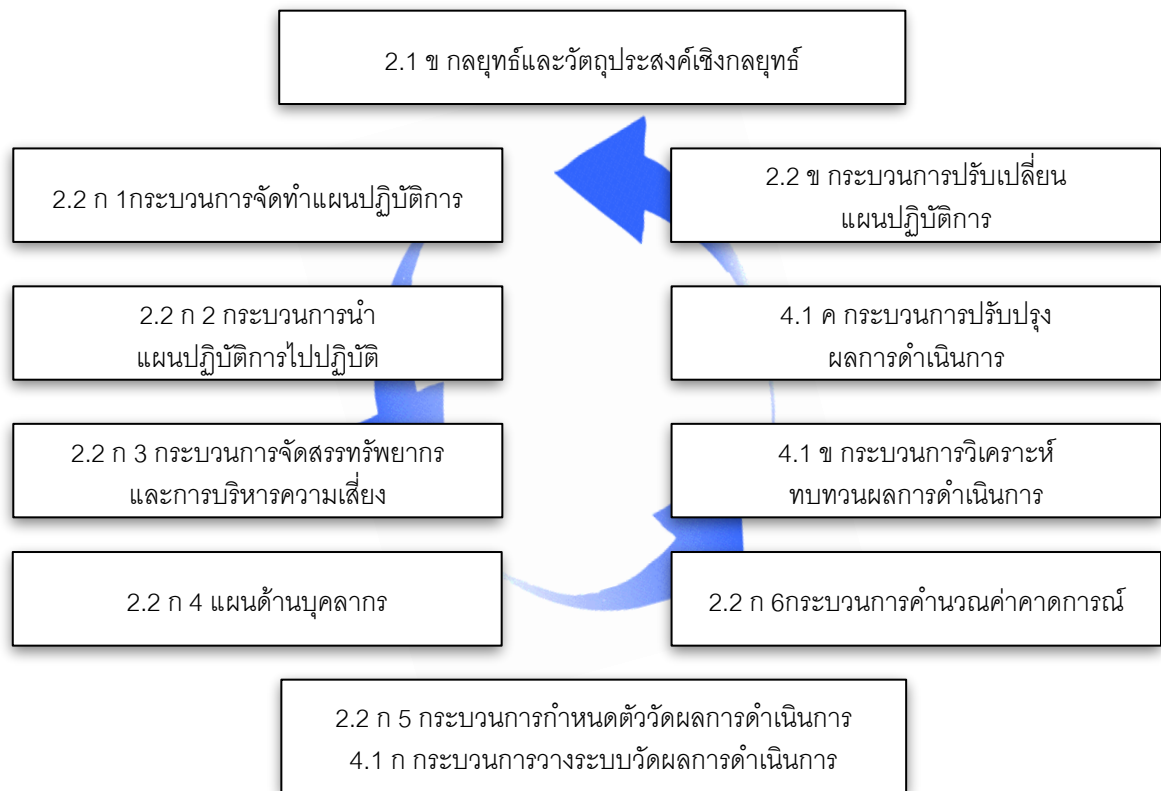 2.1 ข กลยุทธ์และวัตถุประสงค์เชิงกลยุทธ์
2.2 ก 1กระบวนการจัดทำแผนปฏิบัติการ
2.2 ข กระบวนการปรับเปลี่ยน
แผนปฏิบัติการ
2.2 ก 2 กระบวนการนำ
แผนปฏิบัติการไปปฏิบัติ
4.1 ค กระบวนการปรับปรุง
ผลการดำเนินการ
2.2 ก 3 กระบวนการจัดสรรทรัพยากร
และการบริหารความเสี่ยง
4.1 ข กระบวนการวิเคราะห์
ทบทวนผลการดำเนินการ
2.2 ก 4 แผนด้านบุคลากร
2.2 ก 6กระบวนการคำนวณค่าคาดการณ์
2.2 ก 5 กระบวนการกำหนดตัววัดผลการดำเนินการ
4.1 ก กระบวนการวางระบบวัดผลการดำเนินการ